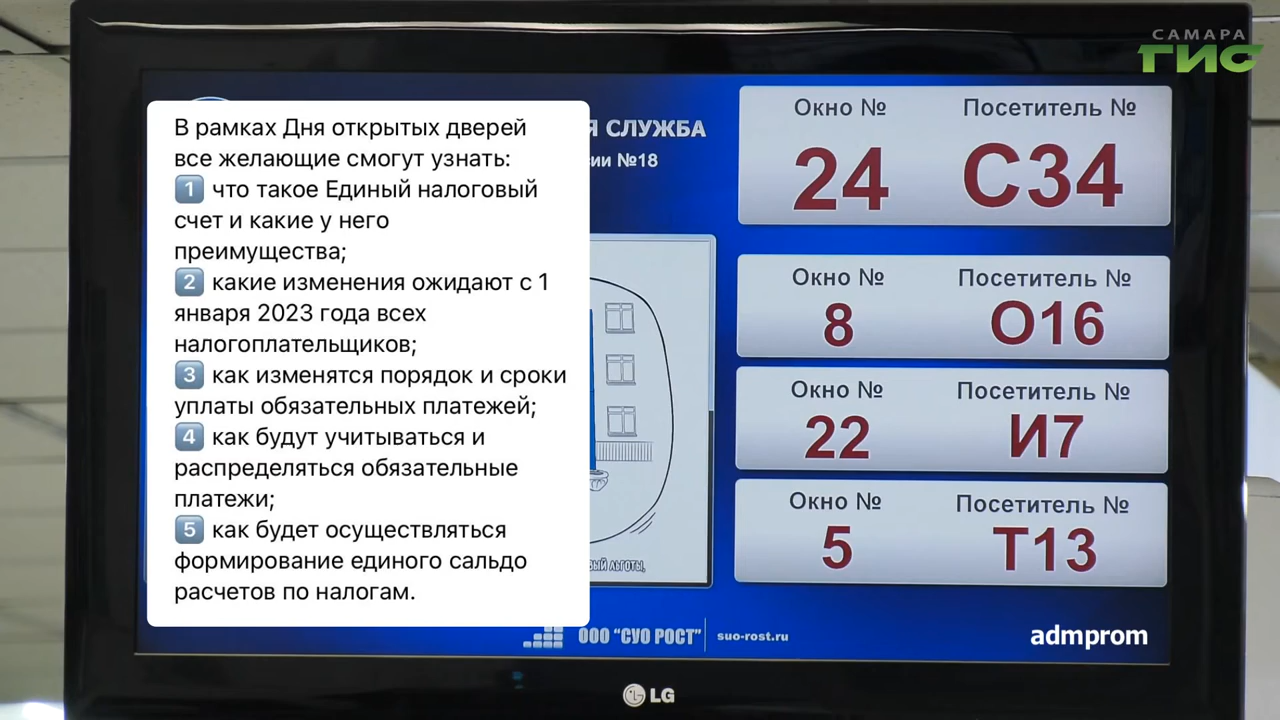 САМАРА
ГИС
В рамках Дня открытых дверей
все желающие смогут узнать:
1 что такое Единый налоговый
счет и какие у него
преимущества;
2 какие изменения ожидают с 1
января 2023 года всех
налогоплательщиков;
3 как изменятся порядок и сроки
уплаты обязательных платежей;
4 как будут учитываться и
распределяться обязательные
платежи;
5 как будет осуществляться
формирование единого сальдо
расчетов по налогам.
СЛУЖБА
№18
ЛЬГОТЫ,
Окно № Посетитель №
24 С34
Окно № Посетитель №
8 О16
Окно № Посетитель №
22 И7
Окно № Посетитель №
5 Т13
ООО "СУО РОСТ" suo-rost.ru
admprom
LG